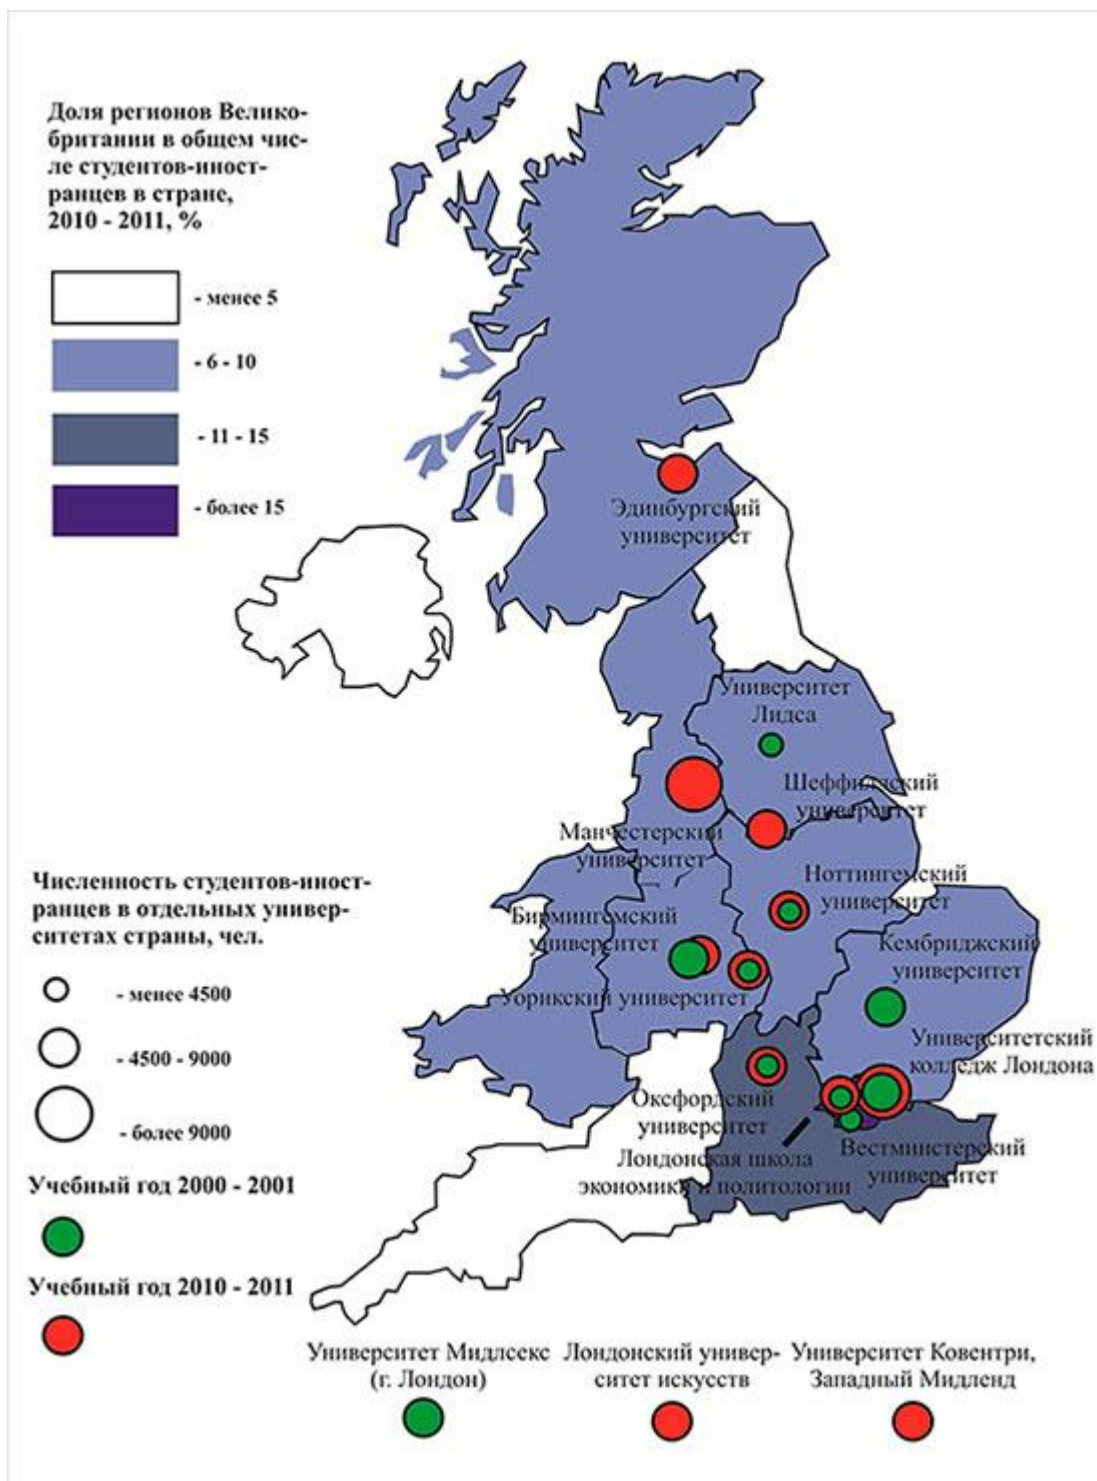 Доля регионов Велико-
британии в общем чис-
ле студентов-иност-
ранцев в стране,
2010 - 2011, %
- менее 5
- 6 - 10
- 11 - 15
- более 15
Эдинбургский
университет
Университет
Лидса
Шеффилдский
университет
Манчестерский
университет
Ноттингемский
университет
Бирмингемский
университет
Кембриджский
университет
Уорикский университет
Университетский
колледж Лондона
Оксфордский
университет
Вестминстерский
университет
Лондонская школа
экономики и политологии
Численность студентов-иност-
ранцев в отдельных универ-
ситетах страны, чел.
- менее 4500
- 4500 - 9000
- более 9000
Учебный год 2000 - 2001
Учебный год 2010 - 2011
Университет Мидлсекс
(г. Лондон)
Лондонский универ-
ситет искусств
Университет Ковентри,
Западный Мидленд